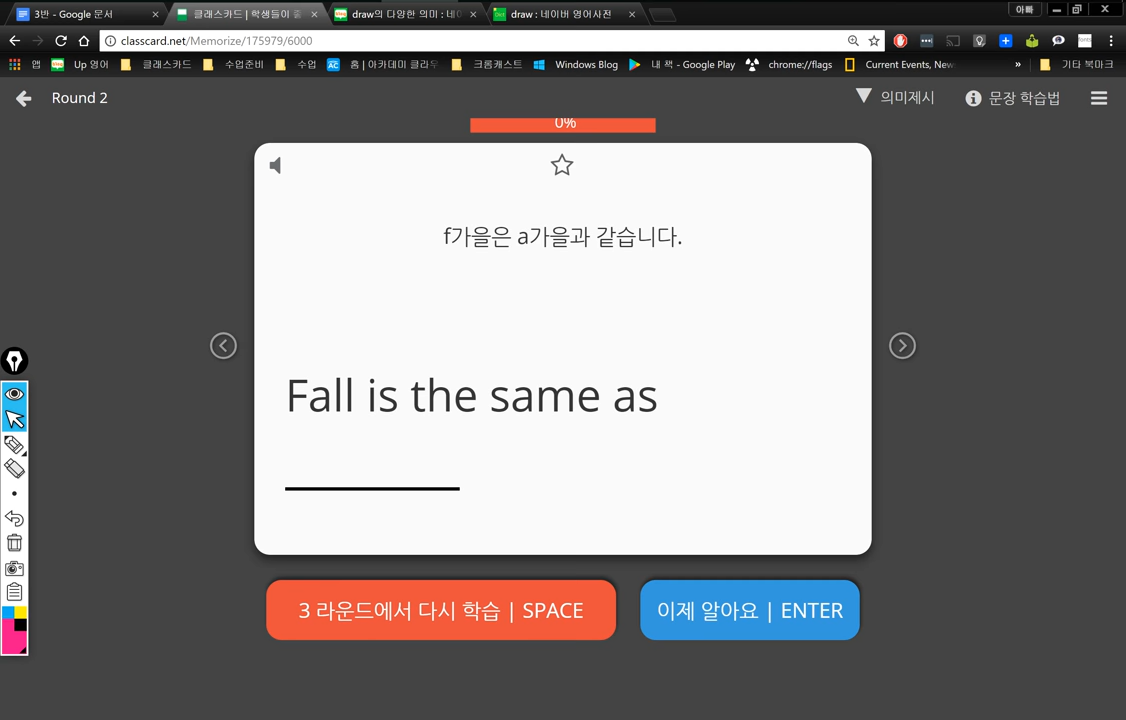 3반 - Google 문서
클래스카드 | 학생들이 좋
draw의 다양한 의미 : 네이
draw : 네이버 영어사전
아빠
classcard.net/Memorize/175979/6000
앱
Up 영어
클래스카드
수업준비
수업
홈 | 아카데미 클라우
크롬캐스트
Windows Blog
내 책 - Google Play
chrome://flags
Current Events, New
»
기타 북마크
Round 2
의미제시
문장 학습법
0%
f가을은 a가을과 같습니다.
Fall is the same as
3 라운드에서 다시 학습 | SPACE
이제 알아요 | ENTER